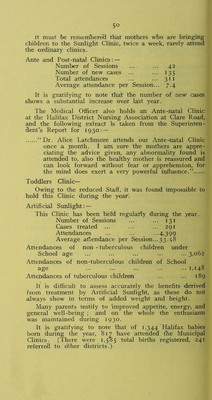 50
It must be remembered that mothers who are bringing
children to the Sunlight Clinic, twice a week, rarely attend
the ordinary clinics.
Ante and Post-natal Clinics:—
Number of Sessions ... ... 42
Number of new cases ... ... 135
Total attendances ... ... 311
Average attendance per Session... 7.4
It is gratifying to note that the number of new cases
shows a substantial increase over last year.
The Medical Officer also holds an Ante-natal Clinic
at the Halifax District Nursing Association at Clare Road,
and the following extract is taken from the Superinten-
dent's Report for 1930:—
......"Dr. Alice Latchmore attends our Ante-natal Clinic
once a month. I am sure the mothers are appre-
ciating the advice given, any abnormality found is
attended to, also the healthy mother is reassured and
can look forward without fear or apprehension, for
the mind does exert a very powerful influence."......
Toddlers Clinic—
Owing to the reduced Staff, it was found impossible to
hold this Clinic during the year.
Artificial Sunlight:—
This Clinic has been held regularly during the year.
Number of Sessions ... ... 131
Cases treated ... ... ... 291
Attendances ... ... ... 4,399
Average attendance per Session...33.58
Attendances of non-tuberculous children under
School age ... ... ... ... ... 3,062
Attendances of non-tuberculous children of School
age ... ... ... ... ... ... 1,148
Attendances of tuberculous children ... ... 189
It is difficult to assess accurately the benefits derived
from treatment by Artificial Sunlight, as these do not
always show in terms of added weight and height.
Many parents testify to improved appetite, energy, and
general well-being; and on the whole the enthusiasm
was maintained during 1930.
It is gratifying to note that of 1,344 Halifax babies
born during the year, 817 have attended the Municipal
Clinics. (There were 1,585 total births registered, 241
referred to other districts.)